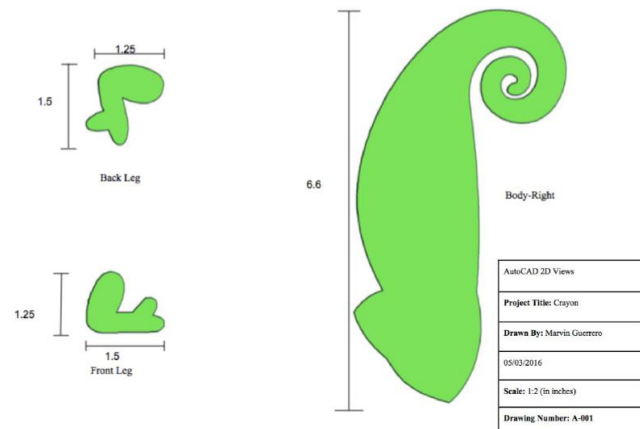 1.25
1.5
Back Leg
6.6
Body-Right
1.25
1.5
Front Leg
AutoCAD 2D Views
Project Title: Crayon
Drawn By: Marvin Guerrero
05/03/2016
Scale: 1:2 (in inches)
Drawing Number: A-001